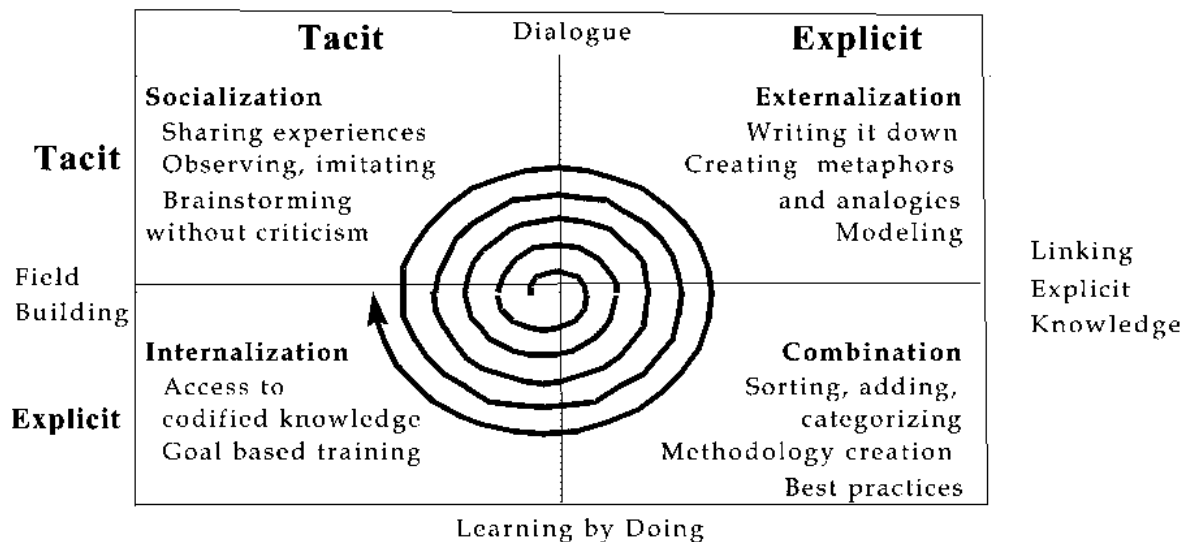 Tacit
Dialogue
Explicit
Tacit
Socialization
Sharing experiences
Observing, imitating
Brainstorming
without criticism
Externalization
Writing it down
Creating metaphors
and analogies
Modeling
Field
Building
Linking
Explicit
Knowledge
Explicit
Internalization
Access to
codified knowledge
Goal based training
Combination
Sorting, adding,
categorizing
Methodology creation
Best practices
Learning by Doing